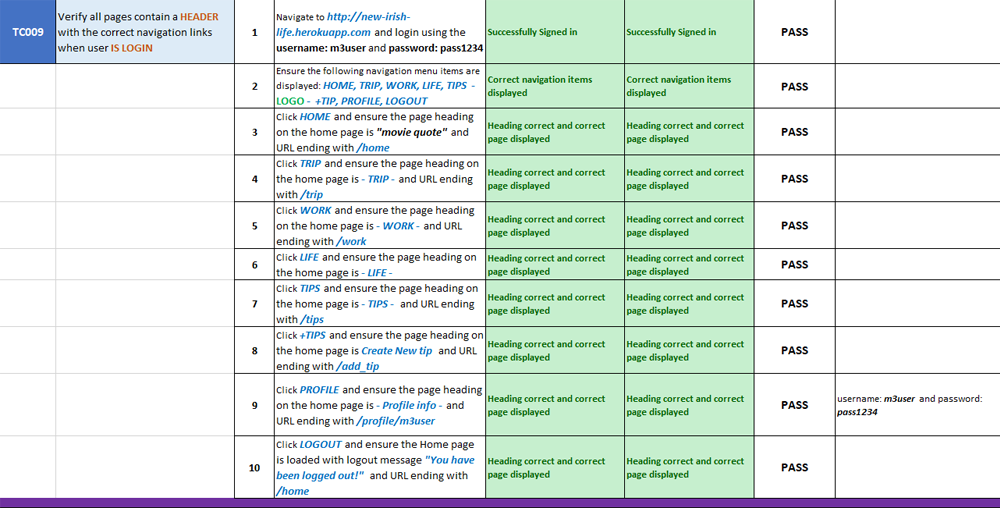 TC009
Verify all pages contain a HEADER
with the correct navigation links
when user IS LOGIN
1
Navigate to http://new-irish-
life.herokuapp.com and login using the
username: m3user and password: pass1234
Successfully Signed in
Successfully Signed in
PASS
2
Ensure the following navigation menu items are
displayed: HOME, TRIP, WORK, LIFE, TIPS -
LOGO - +TIP, PROFILE, LOGOUT
Correct navigation items
displayed
Correct navigation items
displayed
PASS
3
Click HOME and ensure the page heading
on the home page is "movie quote" and
URL ending with /home
Heading correct and correct
page displayed
Heading correct and correct
page displayed
PASS
4
Click TRIP and ensure the page heading on
the home page is - TRIP - and URL ending
with /trip
Heading correct and correct
page displayed
Heading correct and correct
page displayed
PASS
5
Click WORK and ensure the page heading
on the home page is - WORK - and URL
ending with /work
Heading correct and correct
page displayed
Heading correct and correct
page displayed
PASS
6
Click LIFE and ensure the page heading on
the home page is - LIFE -
Heading correct and correct
page displayed
Heading correct and correct
page displayed
PASS
7
Click TIPS and ensure the page heading on
the home page is - TIPS - and URL ending
with /tips
Heading correct and correct
page displayed
Heading correct and correct
page displayed
PASS
8
Click +TIPS and ensure the page heading on
the home page is Create New tip and URL
ending with /add_tip
Heading correct and correct
page displayed
Heading correct and correct
page displayed
PASS
9
Click PROFILE and ensure the page heading
on the home page is - Profile info - and
URL ending with /profile/m3user
Heading correct and correct
page displayed
Heading correct and correct
page displayed
PASS
username: m3user and password:
pass1234
10
Click LOGOUT and ensure the Home page
is loaded with logout message "You have
been logged out!" and URL ending with
/home
Heading correct and correct
page displayed
Heading correct and correct
page displayed
PASS